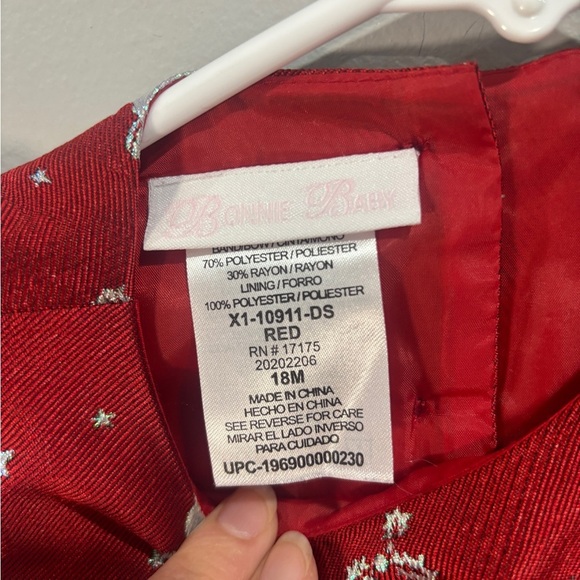 BONNIE BABY
BAND/BOW / CINTA/MOÑO
70% POLYESTER / POLIESTER
30% RAYON / RAYON
LINING / FORRO
100% POLYESTER / POLIESTER
X1-10911-DS
RED
RN # 17175
20202206
18M
MADE IN CHINA
HECHO EN CHINA
SEE REVERSE FOR CARE
MIRAR EL LADO INVERSO
PARA CUIDADO
UPC-196900000230